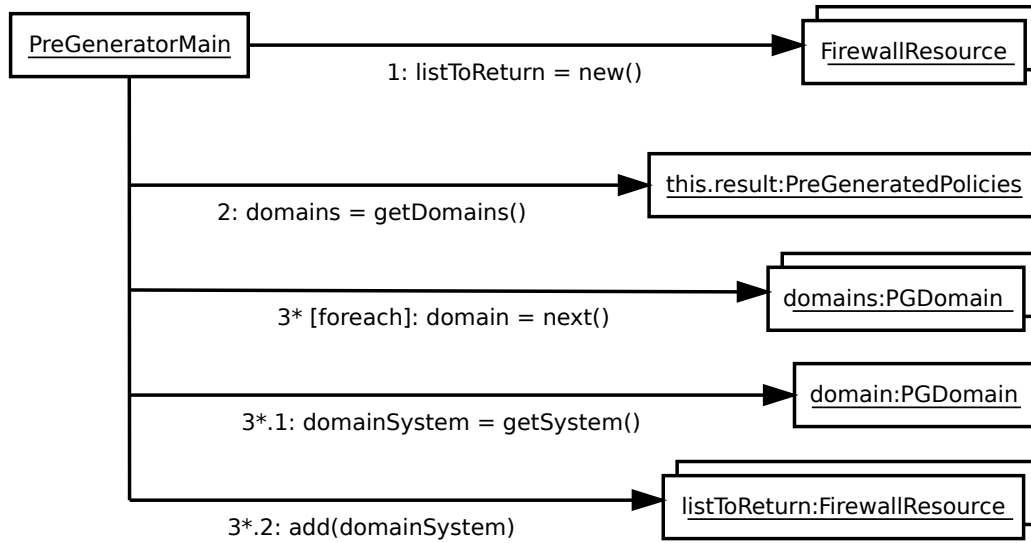 PreGeneratorMain
FirewallResource
1: listToReturn = new()
this.result:PreGeneratedPolicies
2: domains = getDomains()
domains:PGDomain
3* [foreach]: domain = next()
domain:PGDomain
3*.1: domainSystem = getSystem()
listToReturn:FirewallResource
3*.2: add(domainSystem)